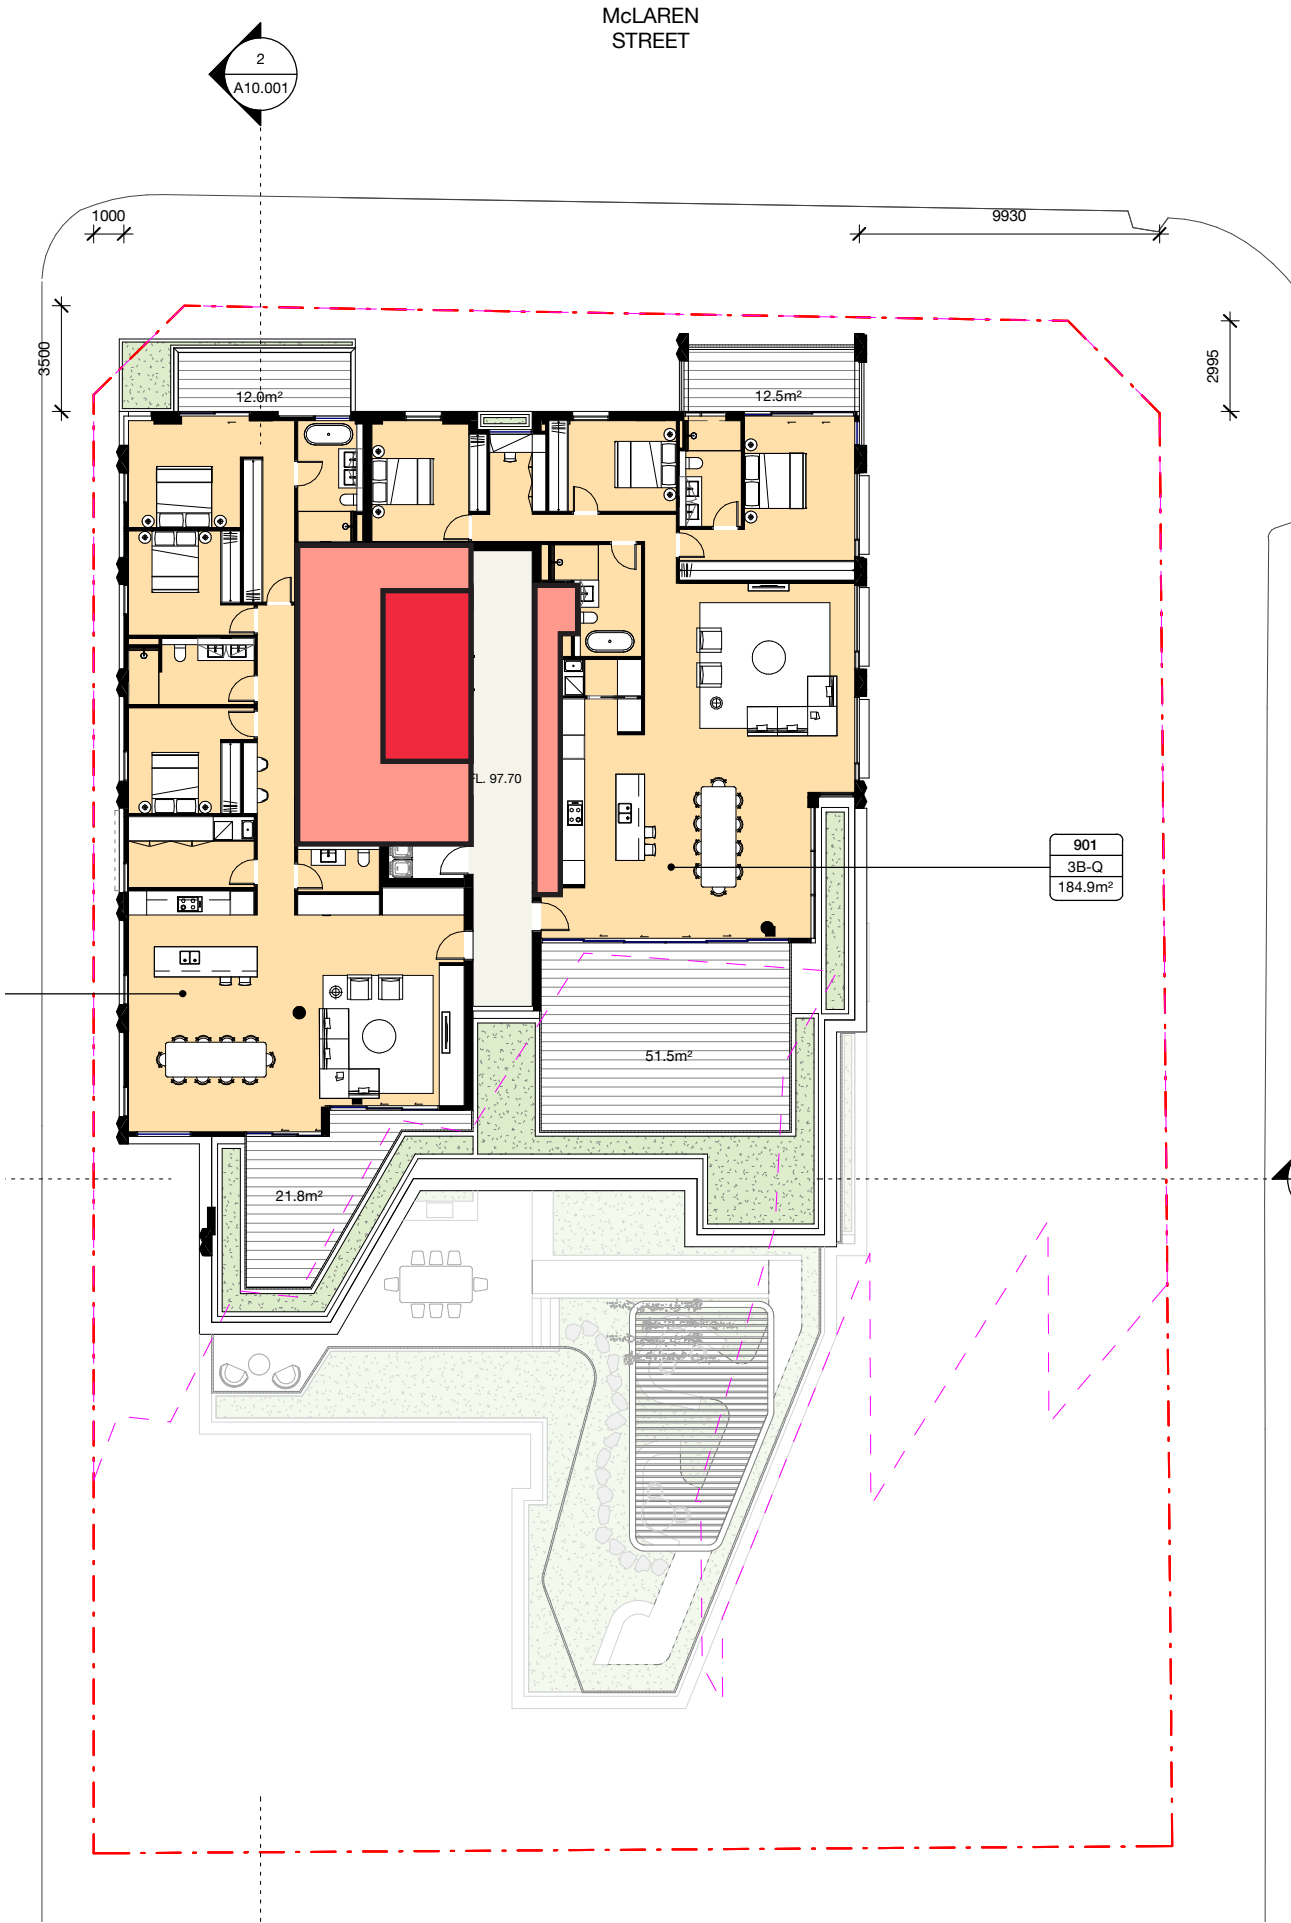 McLAREN
STREET
2
A10.001
1000
9930
3500
2995
12.0m²
12.5m²
FL. 97.70
901
3B-Q
184.9m²
51.5m²
21.8m²